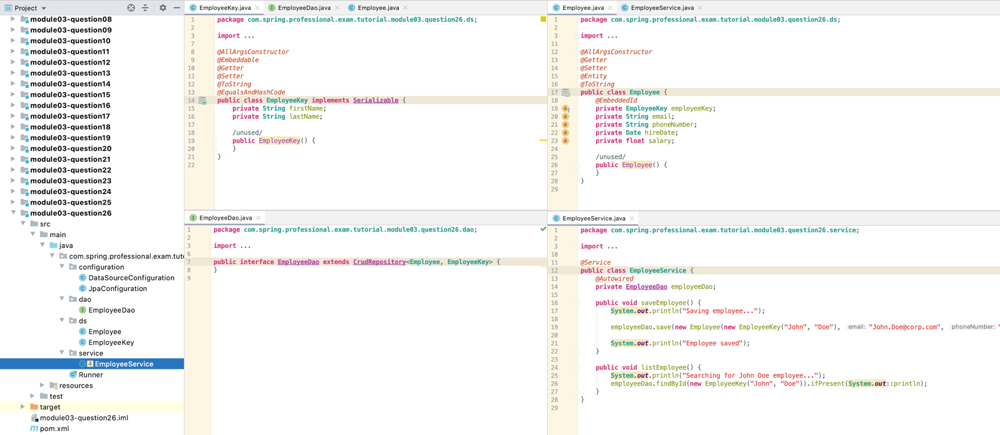 Project
module03-question08
module03-question09
module03-question10
module03-question11
module03-question12
module03-question13
module03-question14
module03-question15
module03-question16
module03-question17
module03-question18
module03-question19
module03-question20
module03-question21
module03-question22
module03-question23
module03-question24
module03-question25
module03-question26
src
main
java
com.spring.professional.exam.tuto
configuration
DataSourceConfiguration
JpaConfiguration
dao
EmployeeDao
ds
Employee
EmployeeKey
service
4 EmployeeService
Runner
resources
test
target
module03-question26.iml
pom.xml
EmployeeKey.java EmployeeDao.java Employee.java
1 package com.spring.professional.exam.tutorial.module03.question26.ds;
2
3 import ...
7
8 @AllArgsConstructor
9 @Embeddable
10 @Getter
11 @Setter
12 @ToString
13 @EqualsAndHashCode
14 public class EmployeeKey implements Serializable {
15 private String firstName;
16 private String lastName;
17
18 /unused/
19 public EmployeeKey() {
20 }
21 }
22
Employee.java EmployeeService.java
1 package com.spring.professional.exam.tutorial.module03.question26.ds;
2
3 import ...
11
12 @AllArgsConstructor
13 @Getter
14 @Setter
15 @Entity
16 @ToString
17 public class Employee {
18 @EmbeddedId
19 private EmployeeKey employeeKey;
20 private String email;
21 private String phoneNumber;
22 private Date hireDate;
23 private float salary;
24
25 /unused/
26 public Employee() {
27 }
28 }
29
EmployeeDao.java
1 package com.spring.professional.exam.tutorial.module03.question26.dao;
2
3 import ...
6
7 public interface EmployeeDao extends CrudRepository<Employee, EmployeeKey> {
8 }
9
EmployeeService.java
1 package com.spring.professional.exam.tutorial.module03.question26.service;
2
3 import ...
10
11 @Service
12 public class EmployeeService {
13 @Autowired
14 private EmployeeDao employeeDao;
15
16 public void saveEmployee() {
17 System.out.println("Saving employee...");
18
19 employeeDao.save(new Employee(new EmployeeKey("John", "Doe"), email: "John.Doe@corp.com", phoneNumber: "
20
21 System.out.println("Employee saved");
22 }
23
24 public void listEmployee() {
25 System.out.println("Searching for John Doe employee...");
26 employeeDao.findById(new EmployeeKey("John", "Doe")).ifPresent(System.out::println);
27 }
28 }
29